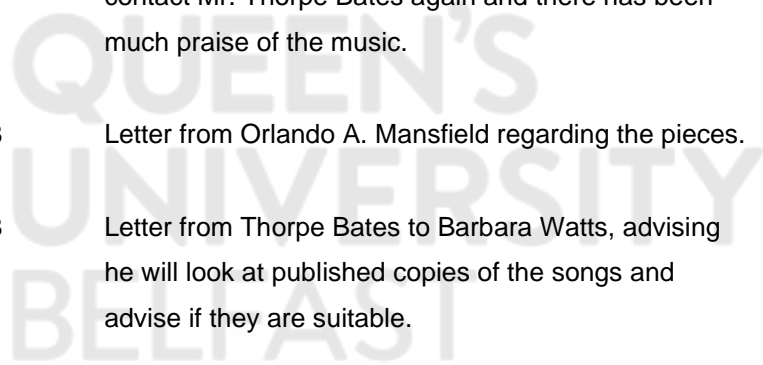 contact Mr. Thorpe Bates again and there has been
much praise of the music.
Letter from Orlando A. Mansfield regarding the pieces.
Letter from Thorpe Bates to Barbara Watts, advising
he will look at published copies of the songs and
advise if they are suitable.
QUEEN'S
UNIVERSITY
BELFAST